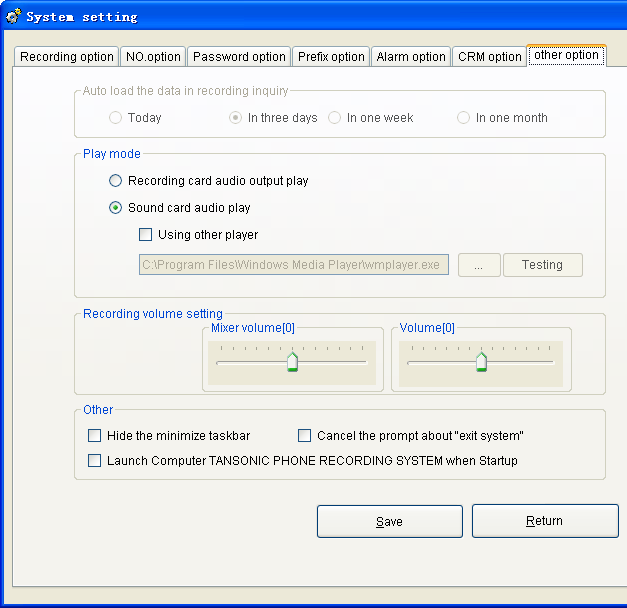 System setting
Recording option NO.option Password option Prefix option Alarm option CRM option other option
Auto load the data in recording inquiry
Today In three days In one week In one month
Play mode
Recording card audio output play
Sound card audio play
Using other player
C:\Program Files\Windows Media Player\wmplayer.exe ... Testing
Recording volume setting
Mixer volume[0] Volume[0]
Other
Hide the minimize taskbar Cancel the prompt about "exit system"
Launch Computer TANSONIC PHONE RECORDING SYSTEM when Startup
Save Return